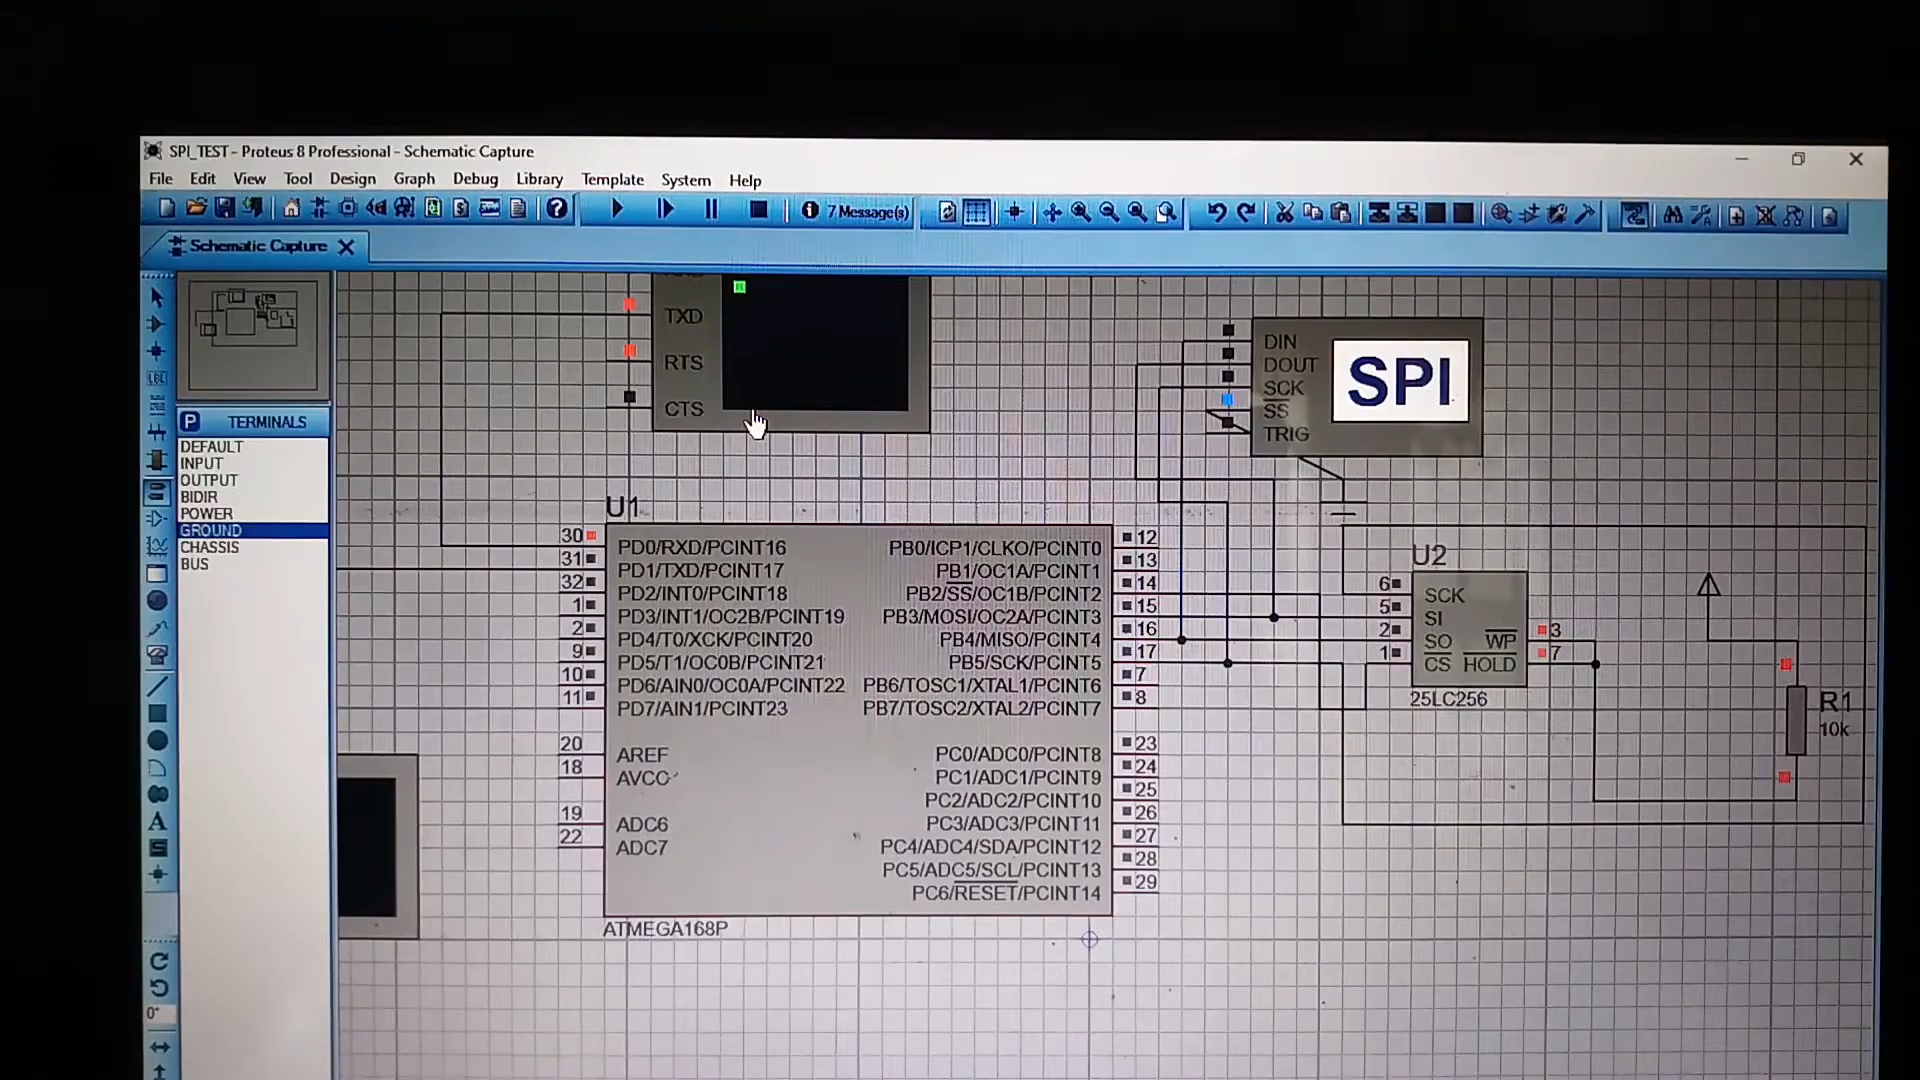 SPI_TEST - Proteus 8 Professional - Schematic Capture
File Edit View Tool Design Graph Debug Library Template System Help
7 Message(s)
Schematic Capture
P TERMINALS
DEFAULT
INPUT
OUTPUT
BIDIR
POWER
GROUND
CHASSIS
BUS
LBL
A
S
0°
TXD
RTS
CTS
DIN
DOUT
SCK
SS
TRIG
SPI
U1
30 PD0/RXD/PCINT16
31 PD1/TXD/PCINT17
32 PD2/INT0/PCINT18
1 PD3/INT1/OC2B/PCINT19
2 PD4/T0/XCK/PCINT20
9 PD5/T1/OC0B/PCINT21
10 PD6/AIN0/OC0A/PCINT22
11 PD7/AIN1/PCINT23
20 AREF
18 AVCC
19 ADC6
22 ADC7
PB0/ICP1/CLKO/PCINT0 12
PB1/OC1A/PCINT1 13
PB2/SS/OC1B/PCINT2 14
PB3/MOSI/OC2A/PCINT3 15
PB4/MISO/PCINT4 16
PB5/SCK/PCINT5 17
PB6/TOSC1/XTAL1/PCINT6 7
PB7/TOSC2/XTAL2/PCINT7 8
PC0/ADC0/PCINT8 23
PC1/ADC1/PCINT9 24
PC2/ADC2/PCINT10 25
PC3/ADC3/PCINT11 26
PC4/ADC4/SDA/PCINT12 27
PC5/ADC5/SCL/PCINT13 28
PC6/RESET/PCINT14 29
ATMEGA168P
U2
6 SCK
5 SI
2 SO WP 3
1 CS HOLD 7
25LC256
R1
10k